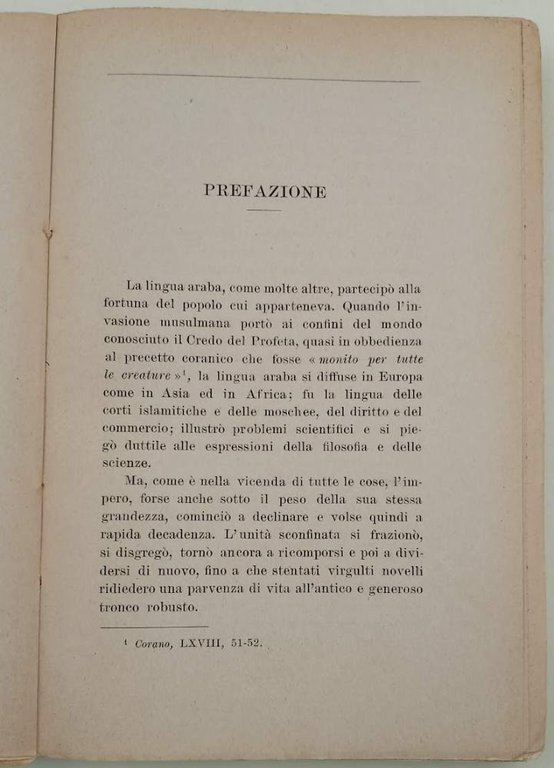 PREFAZIONE
La lingua araba, come molte altre, partecipò alla
fortuna del popolo cui apparteneva. Quando l'in-
vasione musulmana portò ai confini del mondo
conosciuto il Credo del Profeta, quasi in obbedienza
al precetto coranico che fosse « monito per tutte
le creature »¹, la lingua araba si diffuse in Europa
come in Asia ed in Africa; fu la lingua delle
corti islamitiche e delle moschee, del diritto e del
commercio; illustrò problemi scientifici e si pie-
gò duttile alle espressioni della filosofia e delle
scienze.
Ma, come è nella vicenda di tutte le cose, l'im-
pero, forse anche sotto il peso della sua stessa
grandezza, cominciò a declinare e volse quindi a
rapida decadenza. L'unità sconfinata si frazionò,
si disgregò, tornò ancora a ricomporsi e poi a divi-
dersi di nuovo, fino a che stentati virgulti novelli
ridiedero una parvenza di vita all'antico e generoso
tronco robusto.
¹ Corano, LXVIII, 51-52.